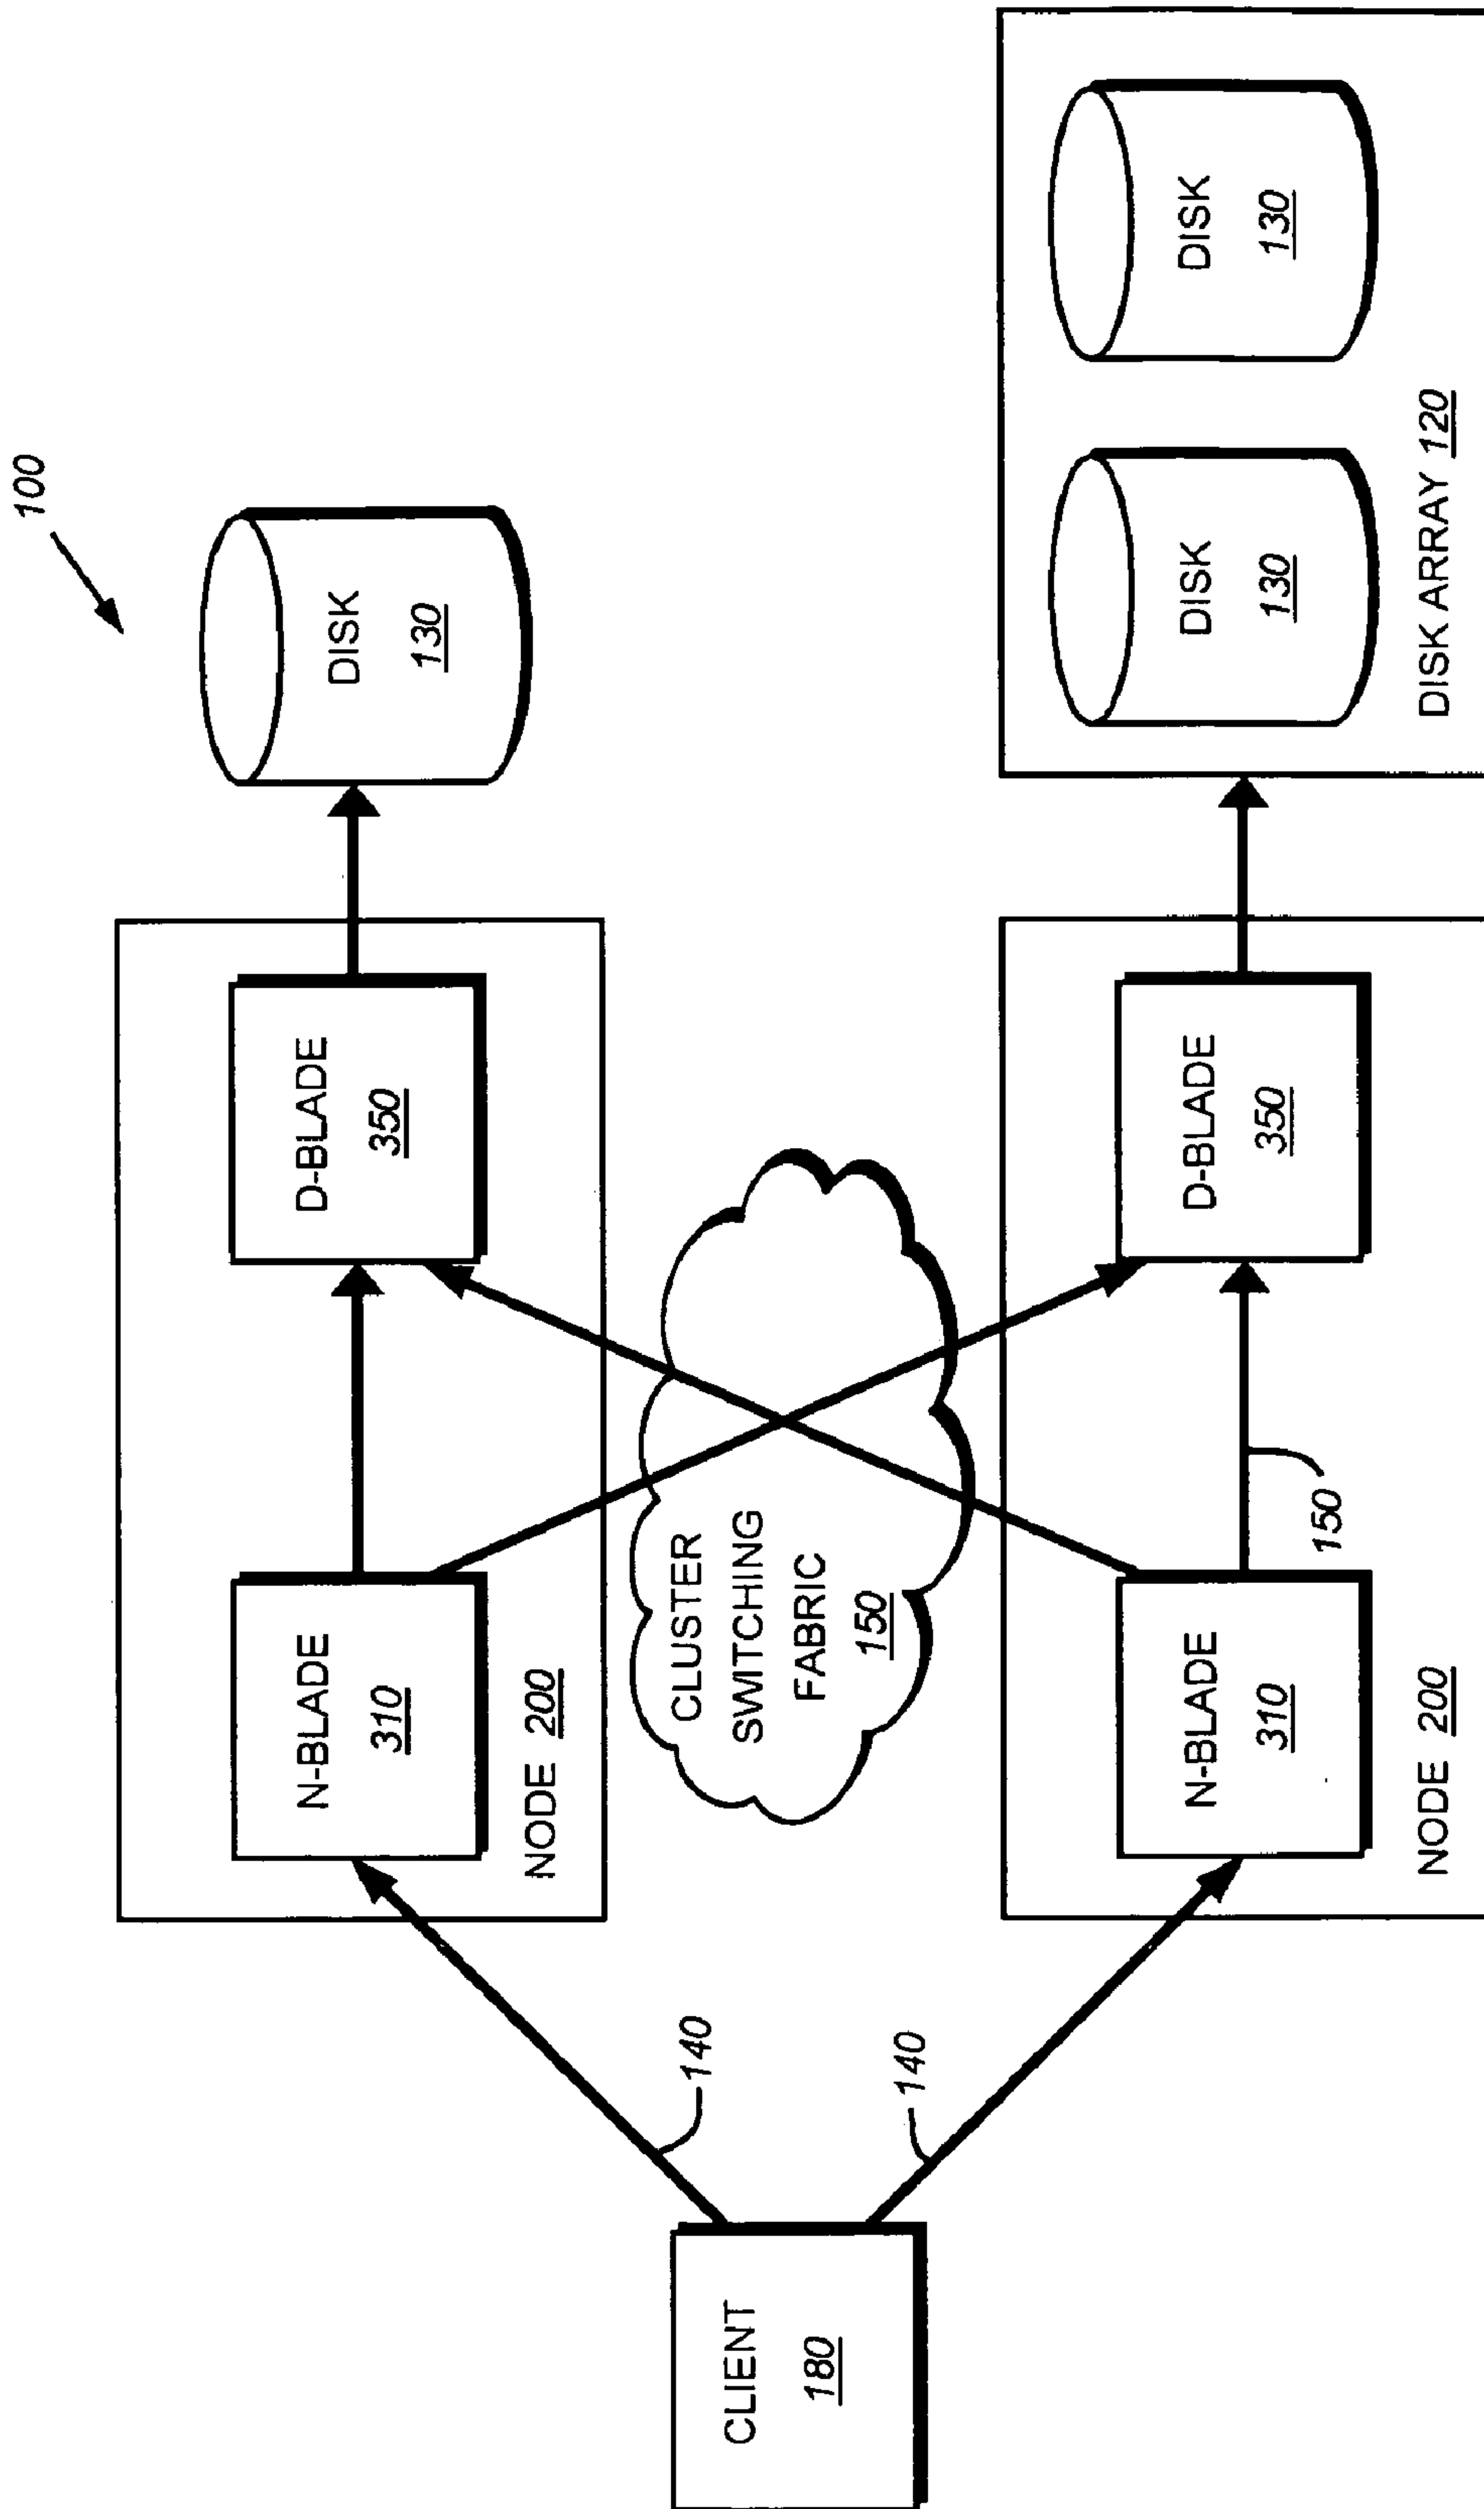 100
NODE 200
N-BLADE
310
D-BLADE
350
DISK
130
CLIENT
180
140
140
CLUSTER
SWITCHING
FABRIC
150
NODE 200
N-BLADE
310
150
D-BLADE
350
DISK
130
DISK
130
DISK ARRAY 120